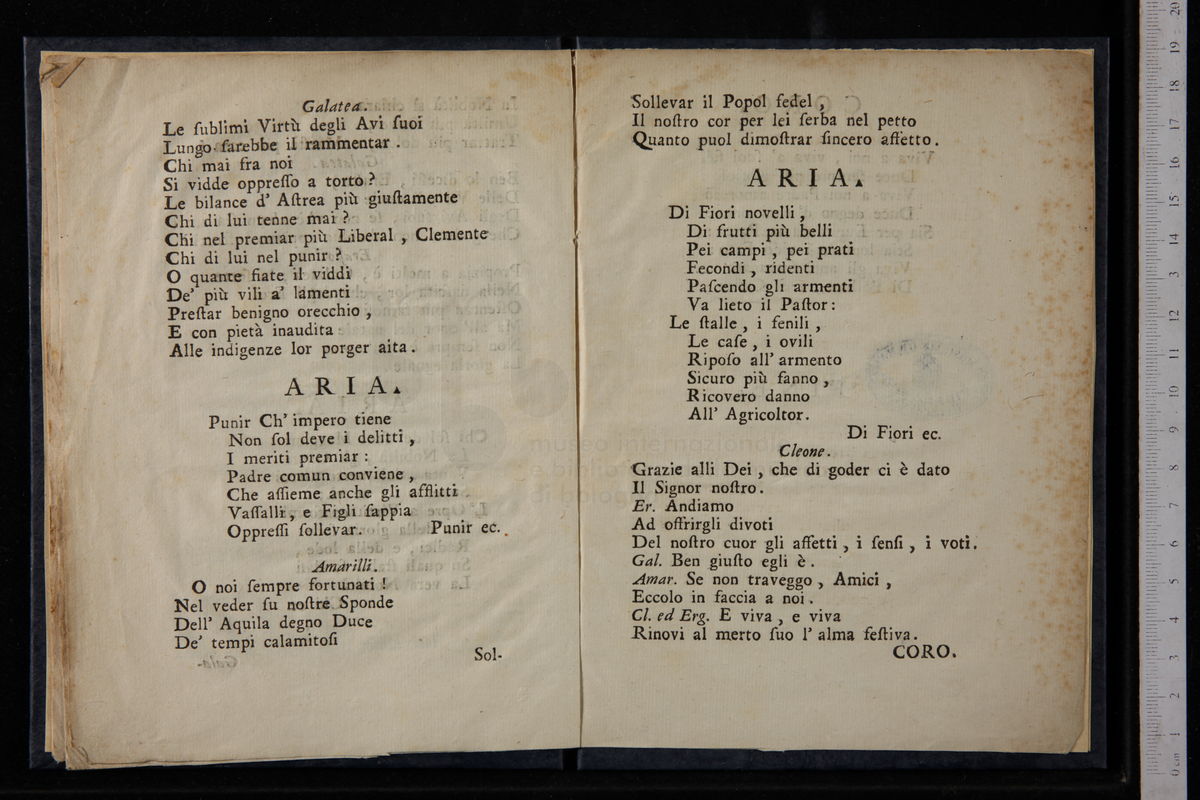 Galatea.
Le ſublimi Virtù degli Avi ſuoi
Lungo ſarebbe il rammentar.
Chi mai fra noi
Si vidde oppreſſo a torto?
Le bilance d' Aſtrea più giuſtamente
Chi di lui tenne mai?
Chi nel premiar più Liberal, Clemente
Chi di lui nel punir?
O quante fiate il viddi
De' più vili a' lamenti
Preſtar benigno orecchio,
E con pietà inaudita
Alle indigenze lor porger aita.
ARIA.
Punir Ch' impero tiene
Non ſol deve i delitti,
I meriti premiar:
Padre comun conviene,
Che aſſieme anche gli afflitti
Vaſſalli, e Figli ſappia
Oppreſſi ſollevar. Punir ec.
Amarilli.
O noi ſempre fortunati!
Nel veder ſu noſtre Sponde
Dell' Aquila degno Duce
De' tempi calamitoſi
Sol-
Sollevar il Popol fedel,
Il noſtro cor per lei ſerba nel petto
Quanto puol dimoſtrar ſincero affetto.
ARIA.
Di Fiori novelli,
Di frutti più belli
Pei campi, pei prati
Fecondi, ridenti
Paſcendo gli armenti
Va lieto il Paſtor:
Le ſtalle, i fenili,
Le caſe, i ovili
Ripoſo all' armento
Sicuro più fanno,
Ricovero danno
All' Agricoltor.
Di Fiori ec.
Cleone.
Grazie alli Dei, che di goder ci è dato
Il Signor noſtro.
Er. Andiamo
Ad offrirgli divoti
Del noſtro cuor gli affetti, i ſenſi, i voti.
Gal. Ben giuſto egli è.
Amar. Se non traveggo, Amici,
Eccolo in faccia a noi.
Cl. ed Erg. E viva, e viva
Rinovi al merto ſuo l' alma feſtiva.
CORO.